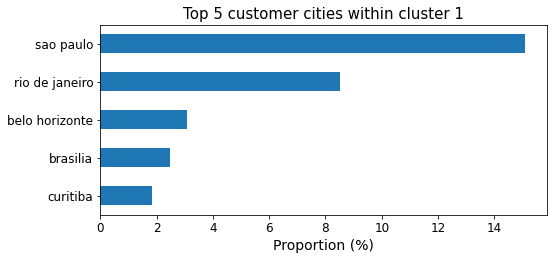 Top 5 customer cities within cluster 1
sao paulo
rio de janeiro
belo horizonte
brasilia
curitiba
0 2 4 6 8 10 12 14
Proportion (%)